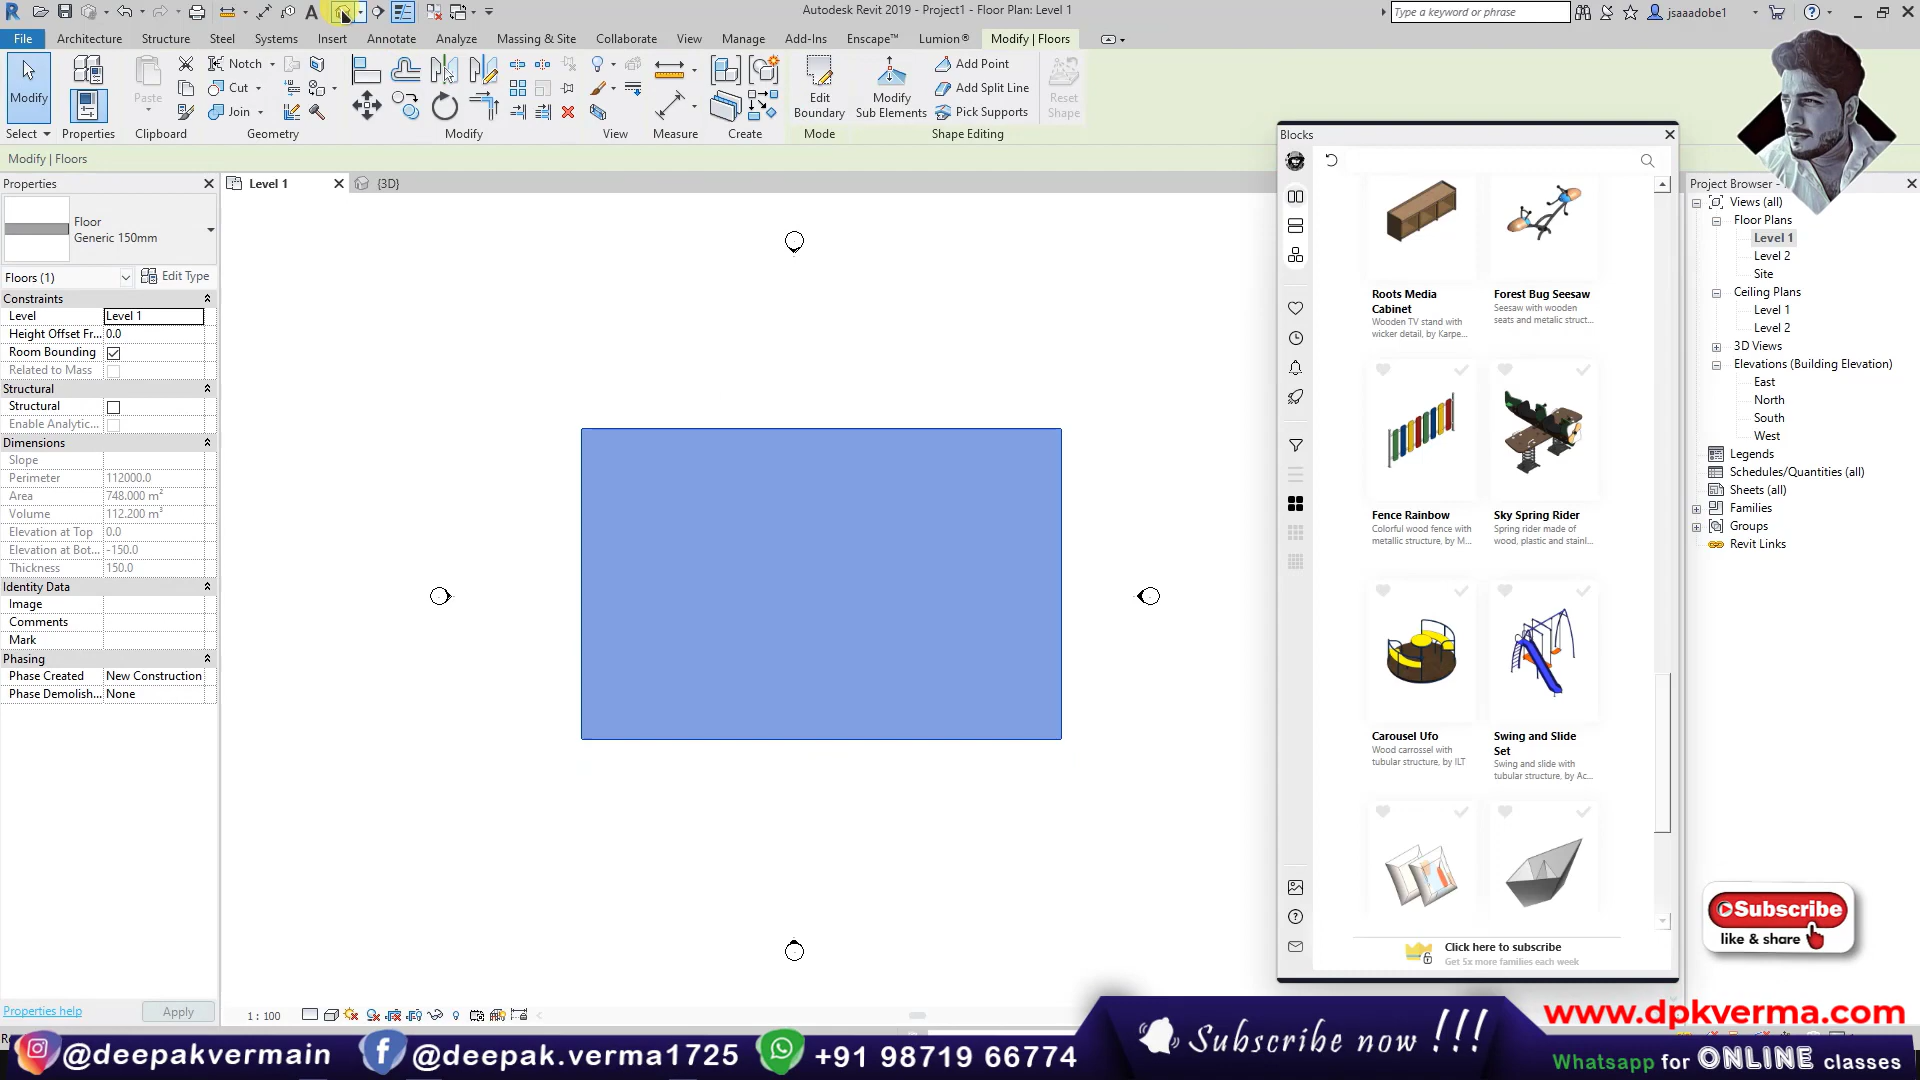 Autodesk Revit 2019 - Project1 - Floor Plan: Level 1
Type a keyword or phrase
jsaaadobe1
File Architecture Structure Steel Systems Insert Annotate Analyze Massing & Site Collaborate View Manage Add-Ins Enscape™ Lumion® Modify | Floors
Modify
Paste
Notch
Cut
Join
Edit
Boundary
Modify
Sub Elements
Add Point
Add Split Line
Pick Supports
Reset
Shape
Select Properties Clipboard Geometry Modify View Measure Create Mode Shape Editing
Modify | Floors
Properties
Floor
Generic 150mm
Floors (1)
Edit Type
Constraints
Level Level 1
Height Offset Fr... 0.0
Room Bounding
Related to Mass
Structural
Structural
Enable Analytic...
Dimensions
Slope
Perimeter 112000.0
Area 748.000 m²
Volume 112.200 m³
Elevation at Top 0.0
Elevation at Bot... -150.0
Thickness 150.0
Identity Data
Image
Comments
Mark
Phasing
Phase Created New Construction
Phase Demolish... None
Properties help
Apply
Level 1
{3D}
1 : 100
Blocks
Roots Media
Cabinet
Wooden TV stand with
wicker detail, by Karpe...
Forest Bug Seesaw
Seesaw with wooden
seats and metalic struct...
Fence Rainbow
Colorful wood fence with
metallic structure, by M...
Sky Spring Rider
Spring rider made of
wood, plastic and stainl...
Carousel Ufo
Wood carrossel with
tubular structure, by ILT
Swing and Slide
Set
Swing and slide with
tubular structure, by Ac...
Click here to subscribe
Get 5x more families each week
Project Browser -
Views (all)
Floor Plans
Level 1
Level 2
Site
Ceiling Plans
Level 1
Level 2
3D Views
Elevations (Building Elevation)
East
North
South
West
Legends
Schedules/Quantities (all)
Sheets (all)
Families
Groups
Revit Links
Subscribe
like & share
@deepakvermain
@deepak.verma1725
+91 98719 66774
Subscribe now !!!
www.dpkverma.com
Whatsapp for ONLINE classes